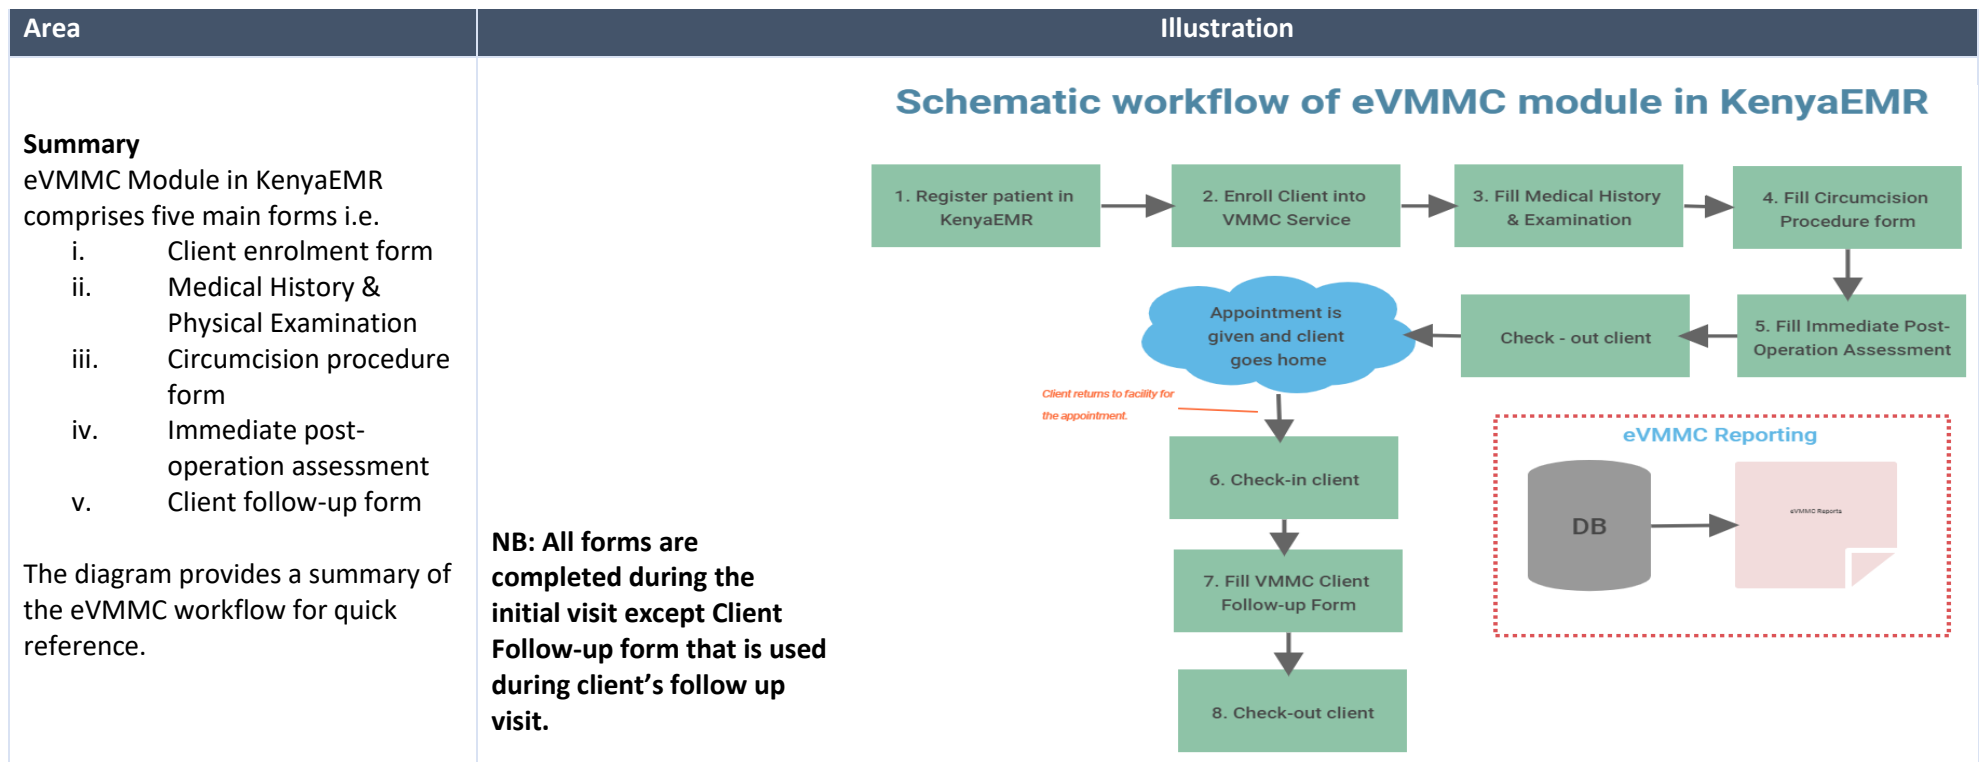 Area
Illustration
Summary
eVMMC Module in KenyaEMR
comprises five main forms i.e.
i. Client enrolment form
ii. Medical History &
Physical Examination
iii. Circumcision procedure
form
iv. Immediate post-
operation assessment
v. Client follow-up form
The diagram provides a summary of
the eVMMC workflow for quick
reference.
NB: All forms are
completed during the
initial visit except Client
Follow-up form that is used
during client’s follow up
visit.
Schematic workflow of eVMMC module in KenyaEMR
1. Register patient in
KenyaEMR
2. Enroll Client into
VMMC Service
3. Fill Medical History
& Examination
4. Fill Circumcision
Procedure form
5. Fill Immediate Post-
Operation Assessment
Check - out client
Appointment is
given and client
goes home
Client returns to facility for
the appointment.
6. Check-in client
7. Fill VMMC Client
Follow-up Form
8. Check-out client
eVMMC Reporting
DB
eVMMC Reports